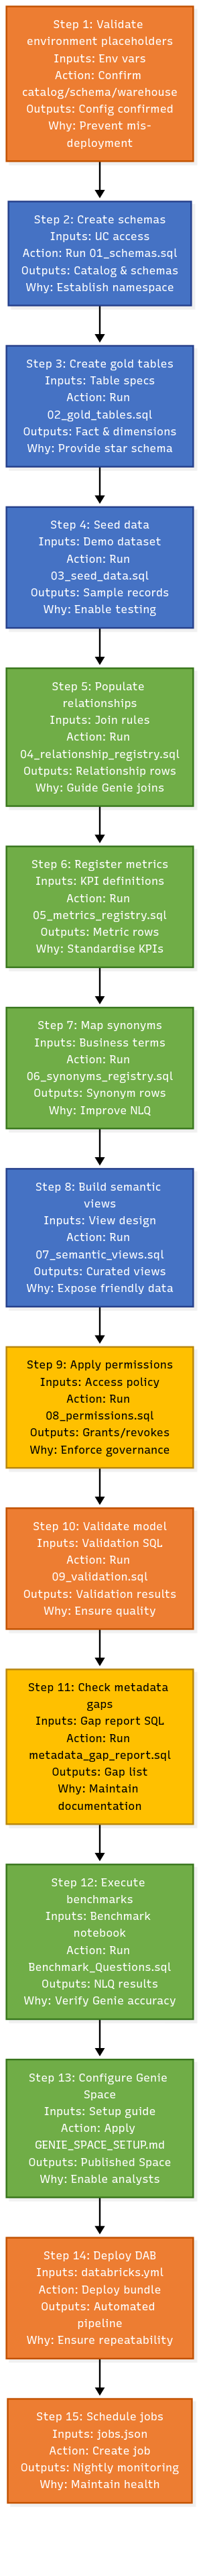 Step 1: Validate
environment placeholders
Inputs: Env vars
Action: Confirm
catalog/schema/warehouse
Outputs: Config confirmed
Why: Prevent mis-
deployment
Step 2: Create schemas
Inputs: UC access
Action: Run 01_schemas.sql
Outputs: Catalog & schemas
Why: Establish namespace
Step 3: Create gold tables
Inputs: Table specs
Action: Run
02_gold_tables.sql
Outputs: Fact & dimensions
Why: Provide star schema
Step 4: Seed data
Inputs: Demo dataset
Action: Run
03_seed_data.sql
Outputs: Sample records
Why: Enable testing
Step 5: Populate
relationships
Inputs: Join rules
Action: Run
04_relationship_registry.sql
Outputs: Relationship rows
Why: Guide Genie joins
Step 6: Register metrics
Inputs: KPI definitions
Action: Run
05_metrics_registry.sql
Outputs: Metric rows
Why: Standardise KPIs
Step 7: Map synonyms
Inputs: Business terms
Action: Run
06_synonyms_registry.sql
Outputs: Synonym rows
Why: Improve NLQ
Step 8: Build semantic
views
Inputs: View design
Action: Run
07_semantic_views.sql
Outputs: Curated views
Why: Expose friendly data
Step 9: Apply permissions
Inputs: Access policy
Action: Run
08_permissions.sql
Outputs: Grants/revokes
Why: Enforce governance
Step 10: Validate model
Inputs: Validation SQL
Action: Run
09_validation.sql
Outputs: Validation results
Why: Ensure quality
Step 11: Check metadata
gaps
Inputs: Gap report SQL
Action: Run
metadata_gap_report.sql
Outputs: Gap list
Why: Maintain
documentation
Step 12: Execute
benchmarks
Inputs: Benchmark
notebook
Action: Run
Benchmark_Questions.sql
Outputs: NLQ results
Why: Verify Genie accuracy
Step 13: Configure Genie
Space
Inputs: Setup guide
Action: Apply
GENIE_SPACE_SETUP.md
Outputs: Published Space
Why: Enable analysts
Step 14: Deploy DAB
Inputs: databricks.yml
Action: Deploy bundle
Outputs: Automated
pipeline
Why: Ensure repeatability
Step 15: Schedule jobs
Inputs: jobs.json
Action: Create job
Outputs: Nightly monitoring
Why: Maintain health